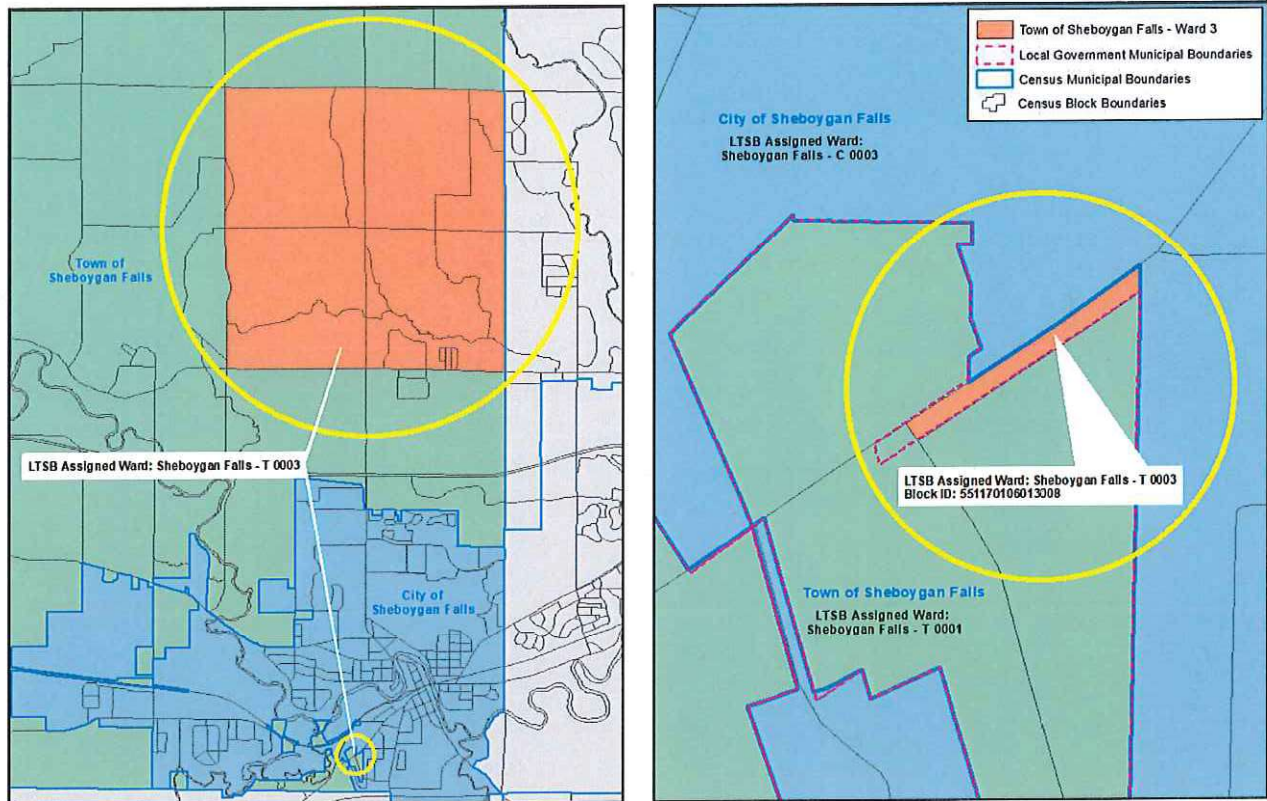 Town of
Sheboygan Falls
LTSB Assigned Ward: Sheboygan Falls - T 0003
City of
Sheboygan Falls
Town of Sheboygan Falls - Ward 3
Local Government Municipal Boundaries
Census Municipal Boundaries
Census Block Boundaries
City of Sheboygan Falls
LTSB Assigned Ward:
Sheboygan Falls - C 0003
LTSB Assigned Ward: Sheboygan Falls - T 0003
Block ID: 551170106013008
Town of Sheboygan Falls
LTSB Assigned Ward:
Sheboygan Falls - T 0001